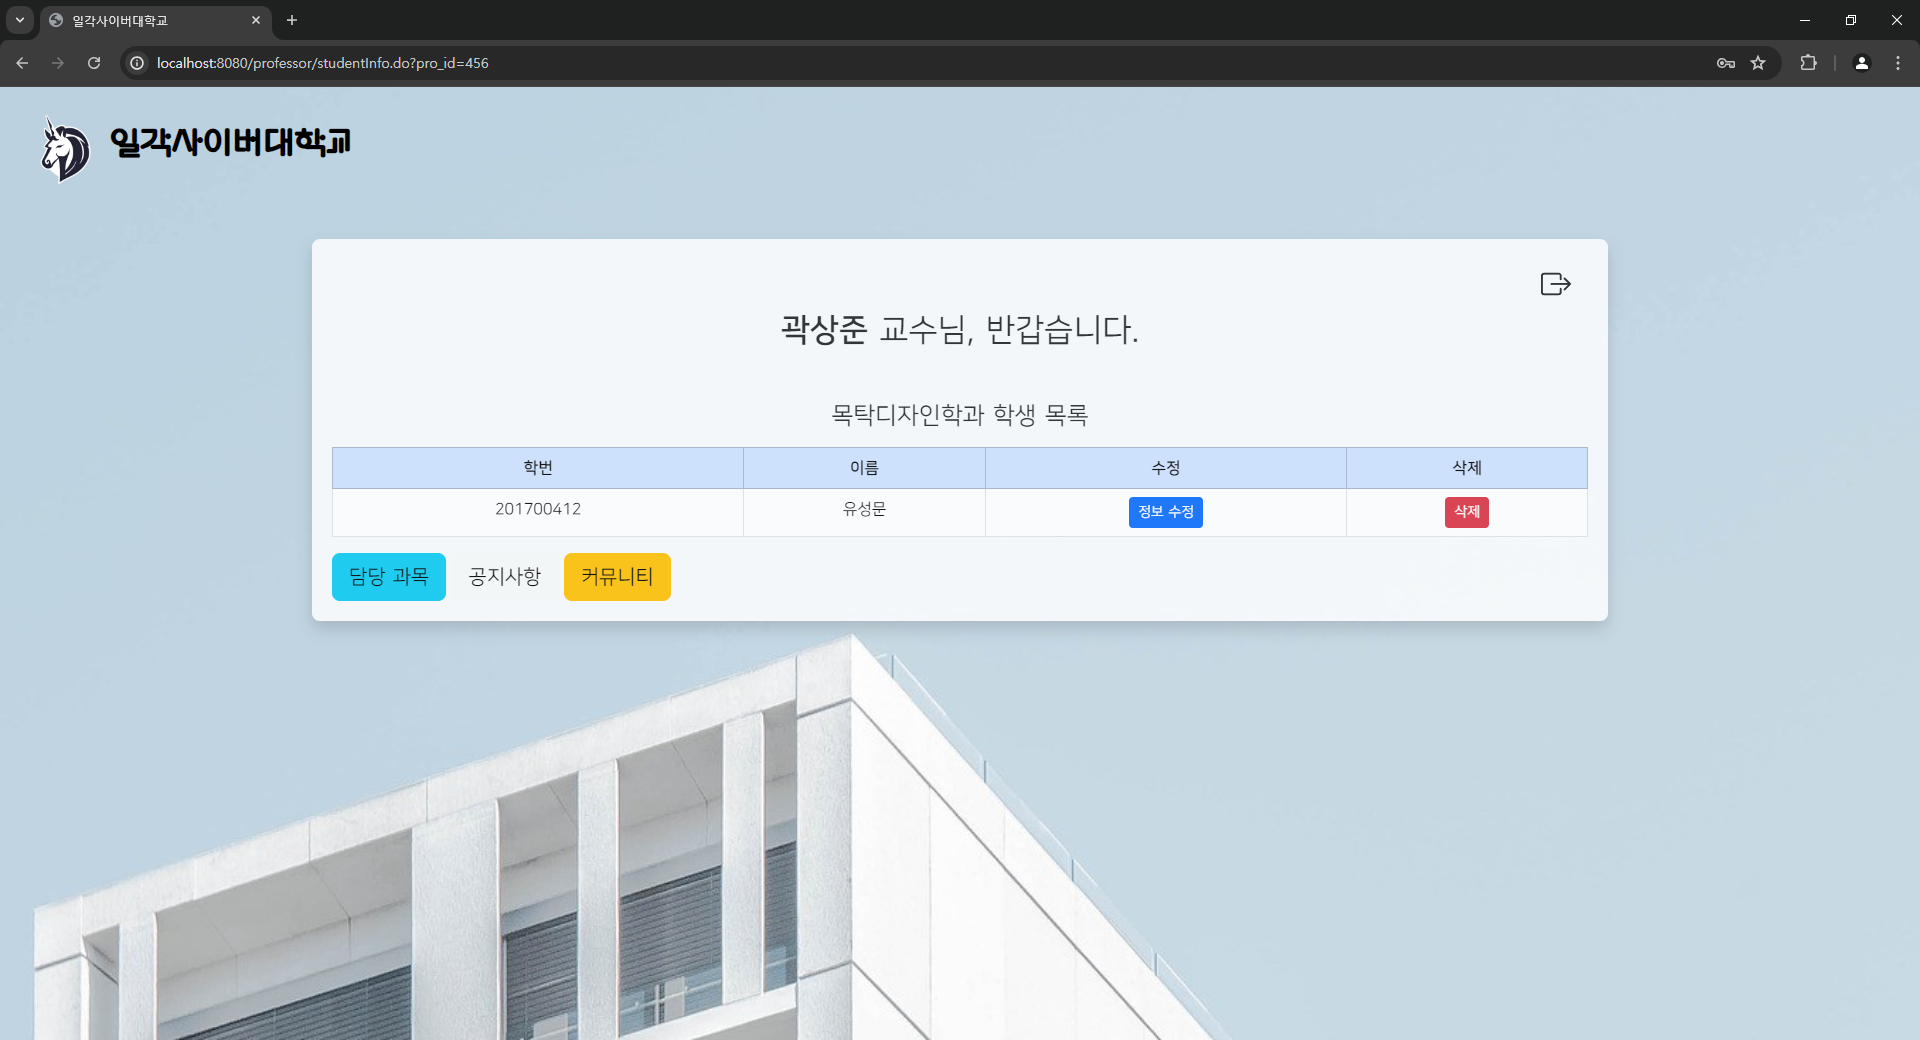 일각사이버대학교
localhost:8080/professor/studentInfo.do?pro_id=456
일각사이버대학교
곽상준 교수님, 반갑습니다.
목탁디자인학과 학생 목록
학번 이름 수정 삭제
201700412 유성문 정보 수정 삭제
담당 과목 공지사항 커뮤니티